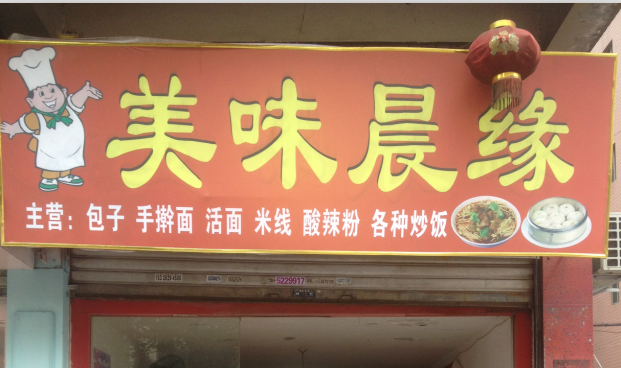 美味晨缘
主营：包子 手擀面 活面 米线 酸辣粉 各种炒饭
5229917